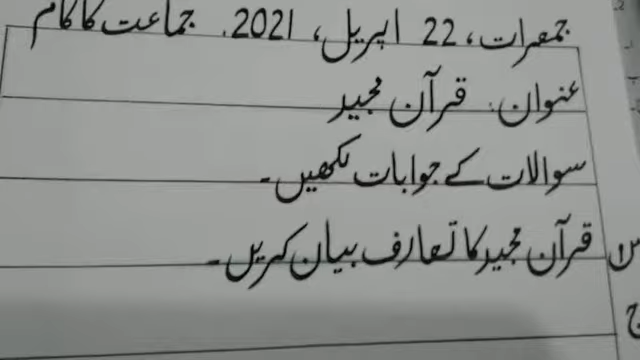 جمعرات، 22 اپریل، 2021. جماعت کا کام
عنوان: قرآن مجید
سوالات کے جوابات لکھیں۔
س۱ قرآن مجید کا تعارف بیان کریں۔
ج